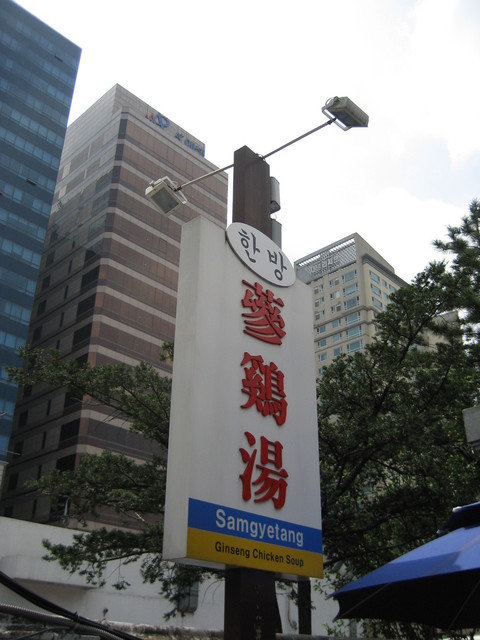 한방
蔘
鷄
湯
Samgyetang
Ginseng Chicken Soup